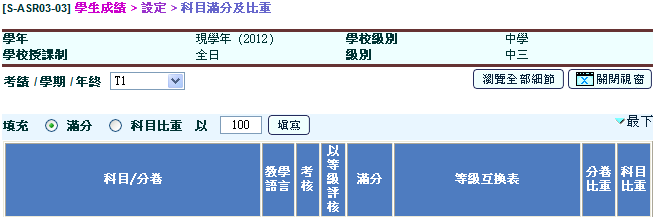 [S-ASR03-03] 學生成績 > 設定 > 科目滿分及比重
學年 現學年 (2012) 學校級別 中學
學校授課制 全日 級別 中三
考績 / 學期 / 年終 T1 瀏覽全部細節 關閉視窗
填充 滿分 科目比重 以 100 填寫 最下
科目/分卷 教學語言 考核 以等級評核 滿分 等級互換表 分卷比重 科目比重